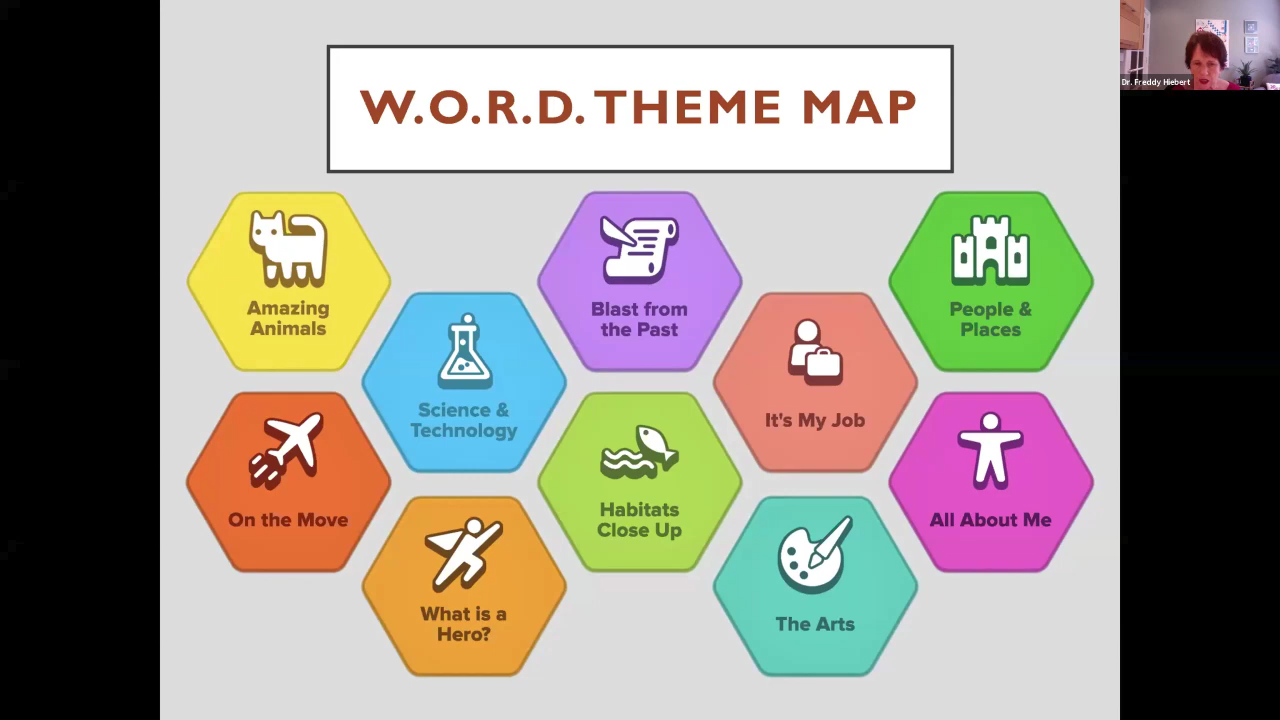 W.O.R.D. THEME MAP
Dr. Freddy Hiebert
Amazing
Animals
Blast from
the Past
People &
Places
Science &
Technology
It's My Job
On the Move
Habitats
Close Up
All About Me
What is a
Hero?
The Arts